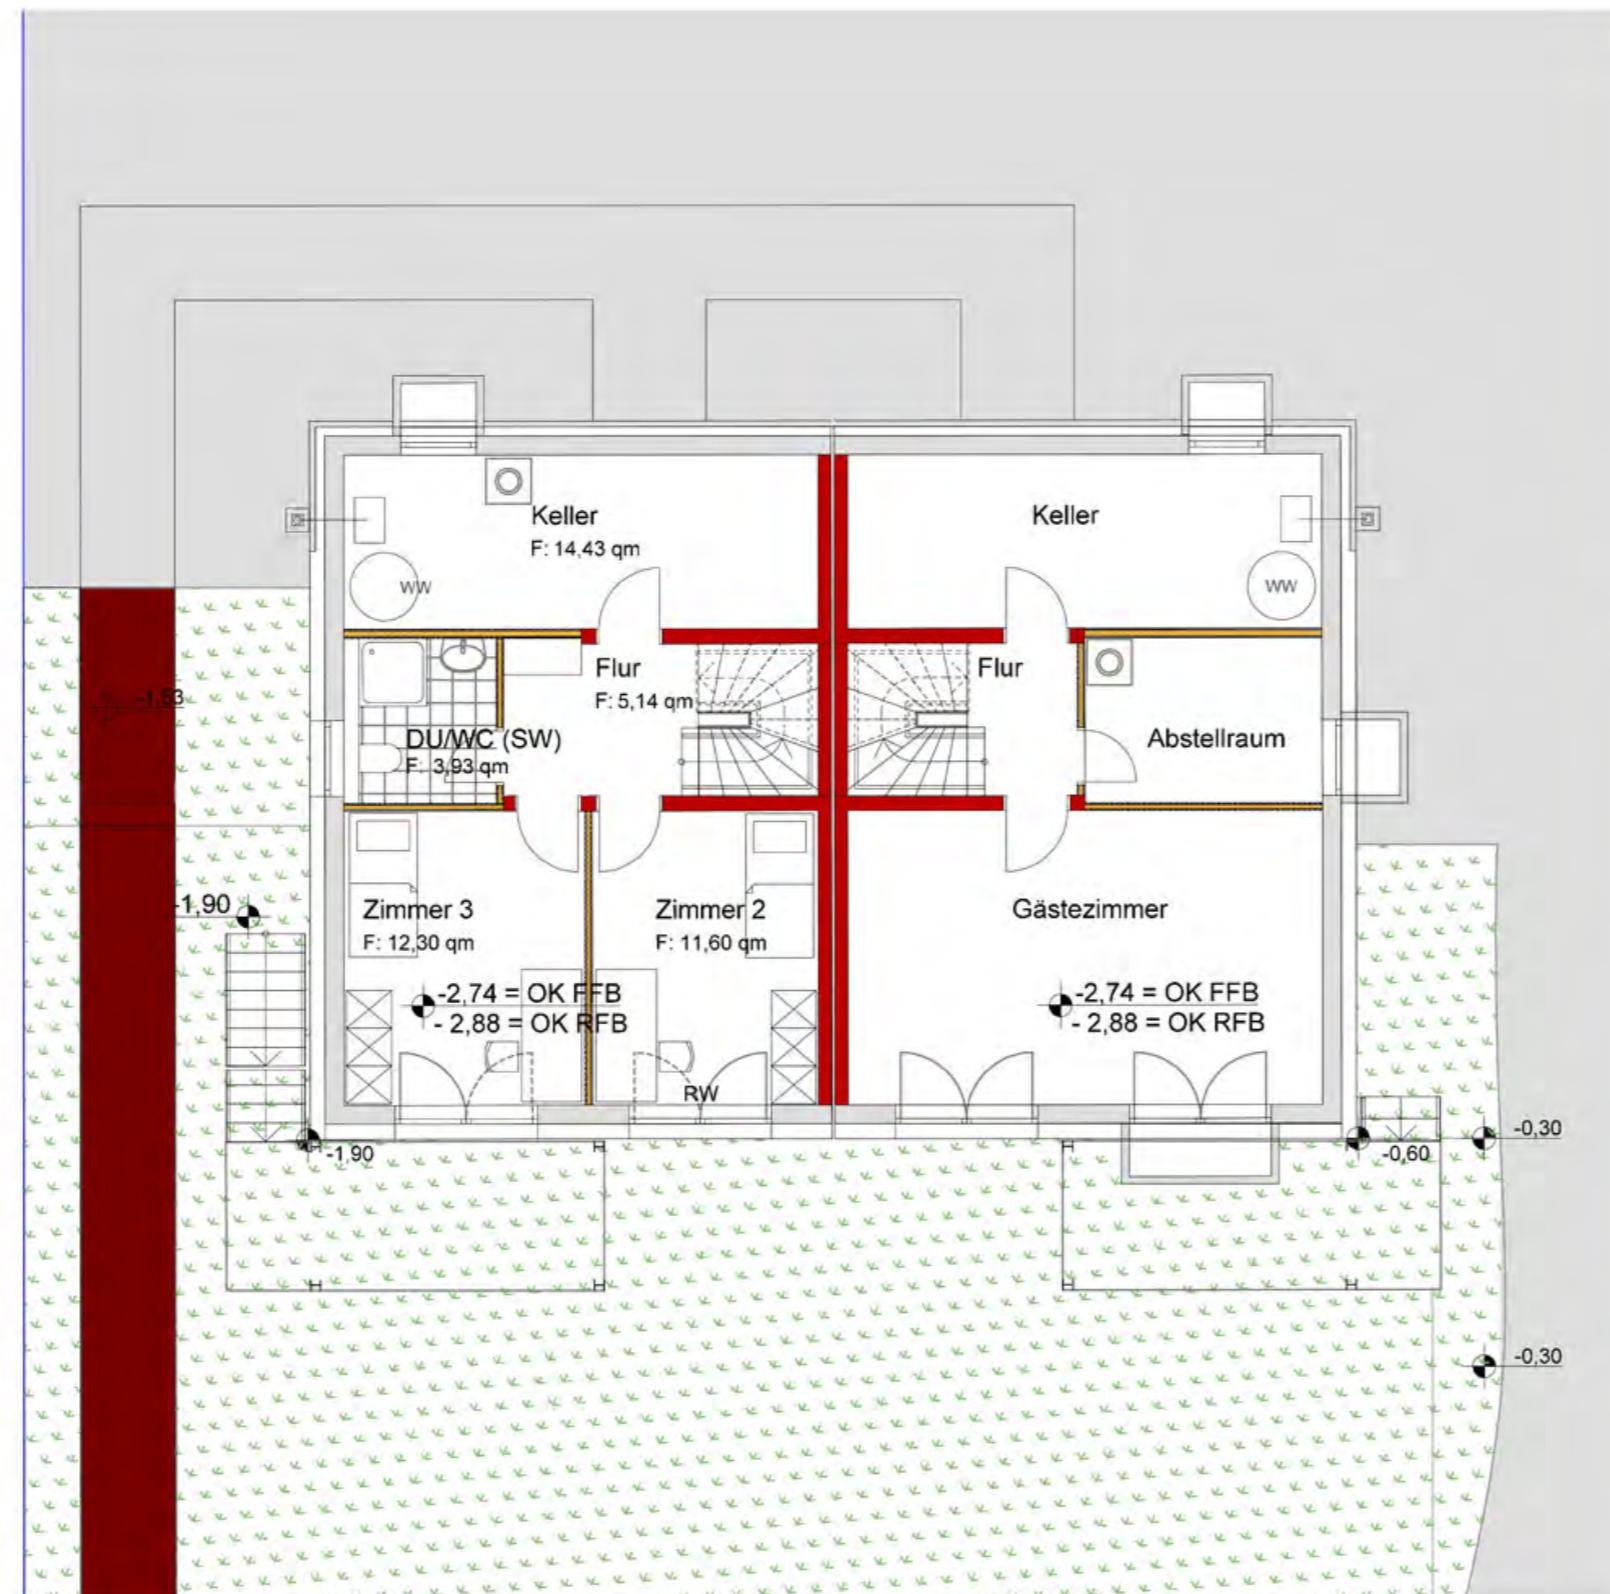 Keller
F: 14,43 qm
WW
Keller
WW
Flur
F: 5,14 qm
Flur
-1,53
DU/WC (SW)
F: 3,93 qm
Abstellraum
-1,90
Zimmer 3
F: 12,30 qm
Zimmer 2
F: 11,60 qm
Gästezimmer
-2,74 = OK FFB
- 2,88 = OK RFB
-2,74 = OK FFB
- 2,88 = OK RFB
RW
-1,90
-0,60
-0,30
-0,30